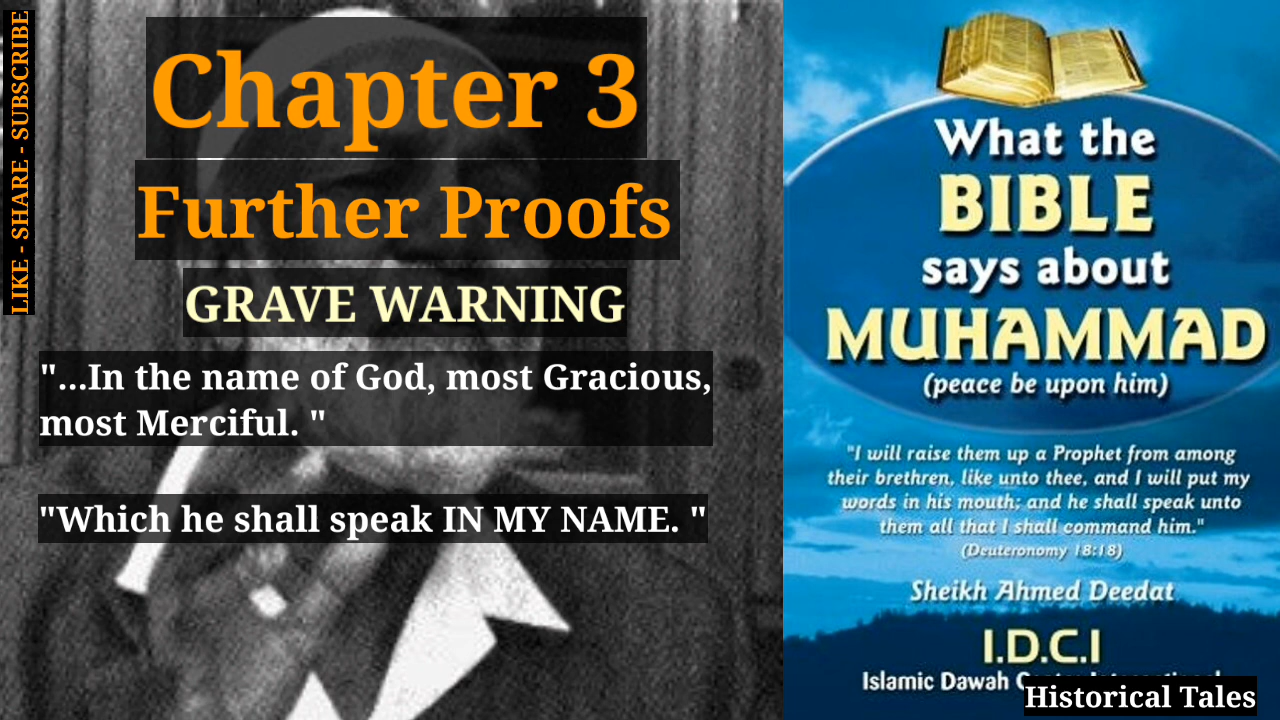 LIKE - SHARE - SUBSCRIBE
Chapter 3
Further Proofs
GRAVE WARNING
"...In the name of God, most Gracious,
most Merciful. "
"Which he shall speak IN MY NAME. "
What the
BIBLE
says about
MUHAMMAD
(peace be upon him)
"I will raise them up a Prophet from among
their brethren, like unto thee, and I will put my
words in his mouth; and he shall speak unto
them all that I shall command him."
(Deuteronomy 18:18)
Sheikh Ahmed Deedat
I.D.C.I
Islamic Dawah
Historical Tales